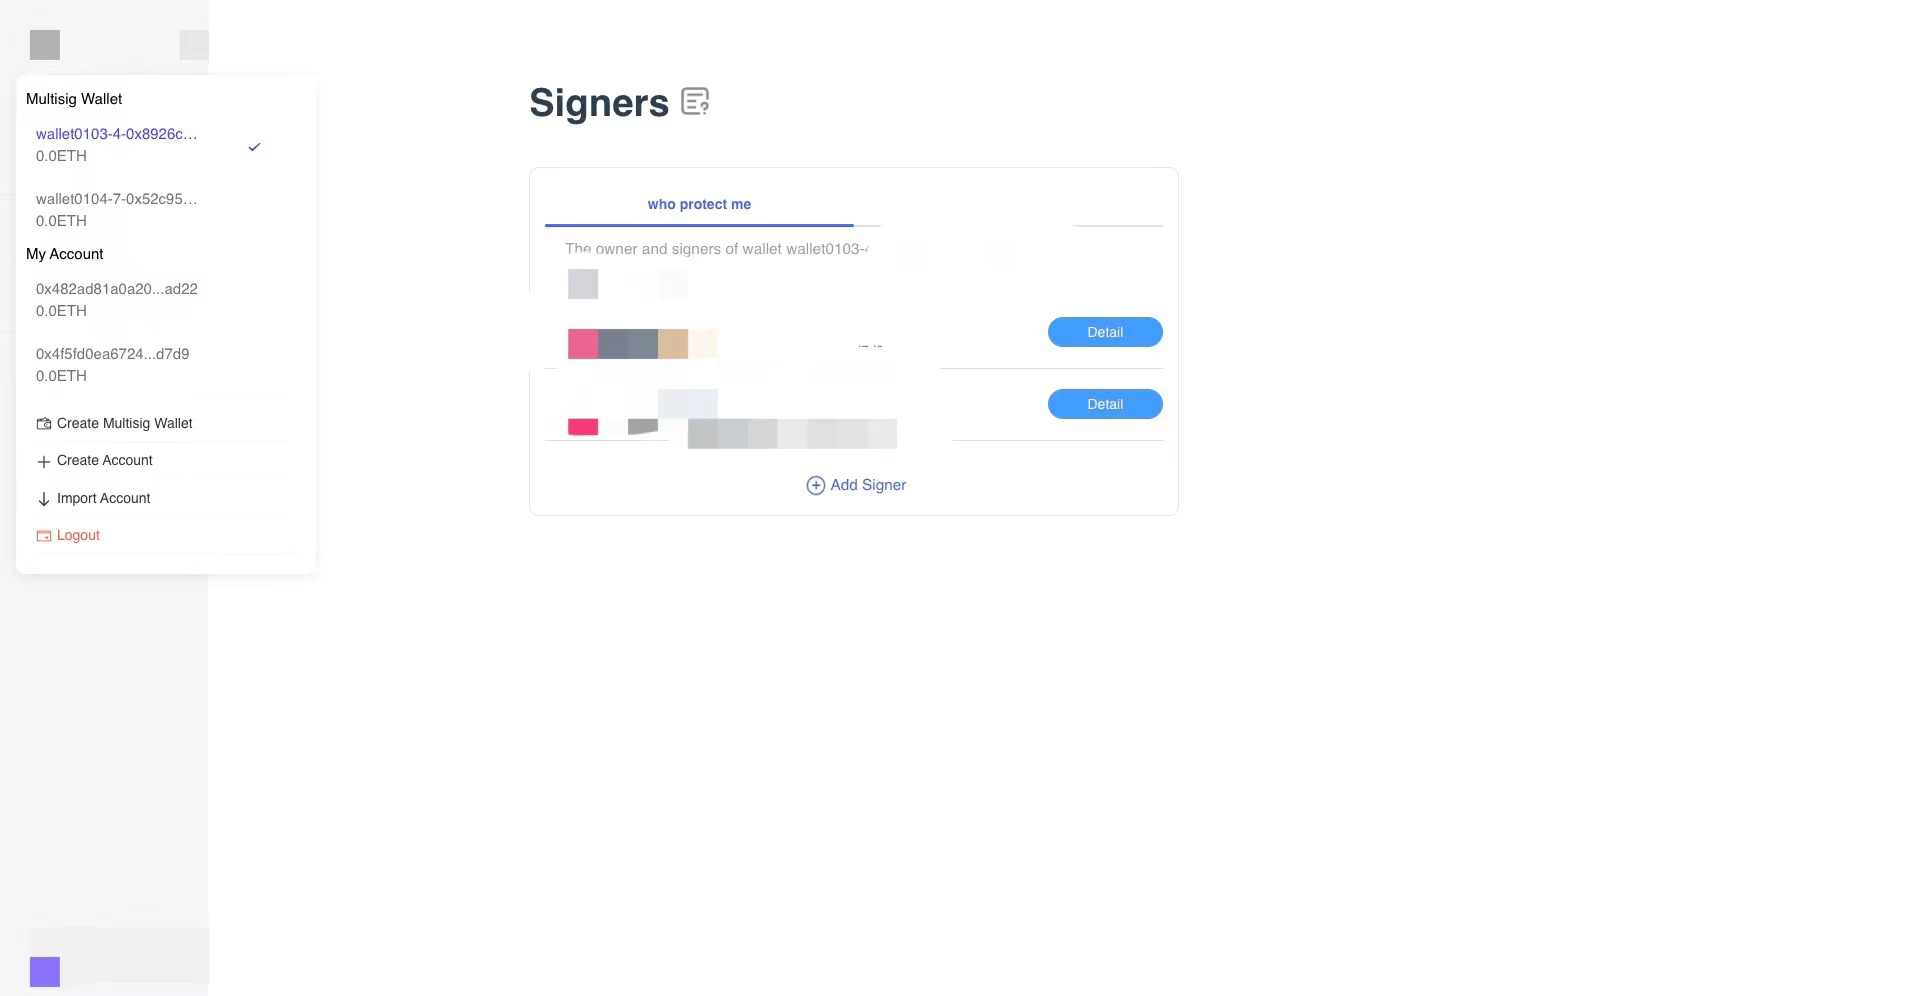 Multisig Wallet
wallet0103-4-0x8926c...
0.0ETH
wallet0104-7-0x52c95...
0.0ETH
My Account
0x482ad81a0a20...ad22
0.0ETH
0x4f5fd0ea6724...d7d9
0.0ETH
Create Multisig Wallet
Create Account
Import Account
Logout
Signers
who protect me
The owner and signers of wallet wallet0103-
Detail
Detail
Add Signer